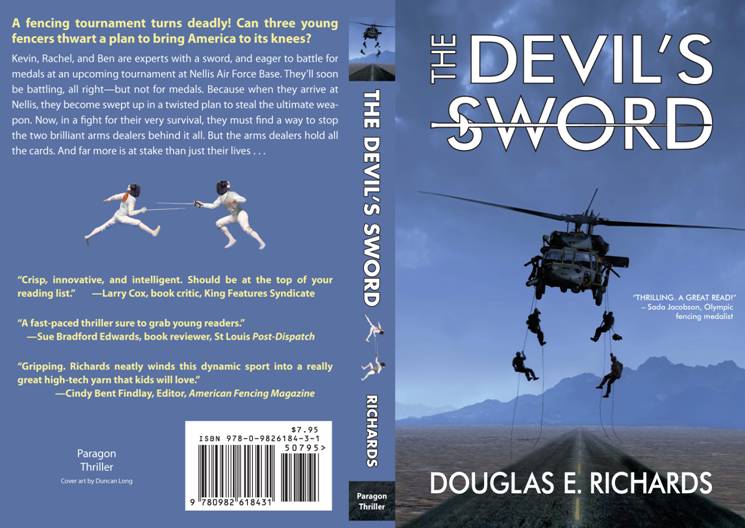 A fencing tournament turns deadly! Can three young
fencers thwart a plan to bring America to its knees?
Kevin, Rachel, and Ben are experts with a sword, and eager to battle for
medals at an upcoming tournament at Nellis Air Force Base. They'll soon
be battling, all right—but not for medals. Because when they arrive at
Nellis, they become swept up in a twisted plan to steal the ultimate wea-
pon. Now, in a fight for their very survival, they must find a way to stop
the two brilliant arms dealers behind it all. But the arms dealers hold all
the cards. And far more is at stake than just their lives . . .
"Crisp, innovative, and intelligent. Should be at the top of your
reading list." —Larry Cox, book critic, King Features Syndicate
"A fast-paced thriller sure to grab young readers."
—Sue Bradford Edwards, book reviewer, St Louis Post-Dispatch
"Gripping. Richards neatly winds this dynamic sport into a really
great high-tech yarn that kids will love."
—Cindy Bent Findlay, Editor, American Fencing Magazine
Paragon
Thriller
Cover art by Duncan Long
$7.95
ISBN 978-0-9826184-3-1
50795>
9 780982 618431
THE DEVIL'S SWORD
RICHARDS
Paragon
Thriller
THE DEVIL'S
SWORD
"THRILLING. A GREAT READ!"
– Sada Jacobson, Olympic
fencing medalist
DOUGLAS E. RICHARDS